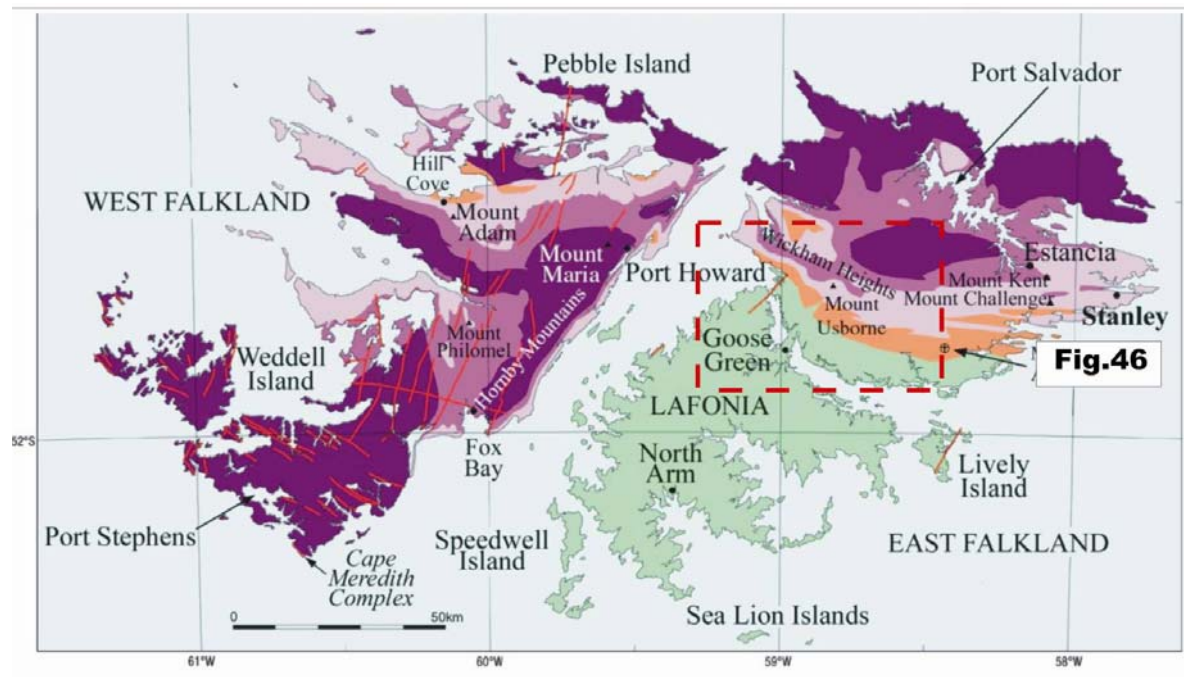 Pebble Island
Port Salvador
Hill
Cove
WEST FALKLAND
Mount
Adam
Mount
Maria
Port Howard
Wickham Heights
Estancia
Mount Kent
Mount Challenger
Mount
Usborne
Stanley
Mount
Philomel
Hornby Mountains
Weddell
Island
Goose
Green
Fig.46
LAFONIA
52°S
Fox
Bay
North
Arm
Lively
Island
Port Stephens
Speedwell
Island
EAST FALKLAND
Cape
Meredith
Complex
0
50km
Sea Lion Islands
61°W
60°W
59°W
58°W